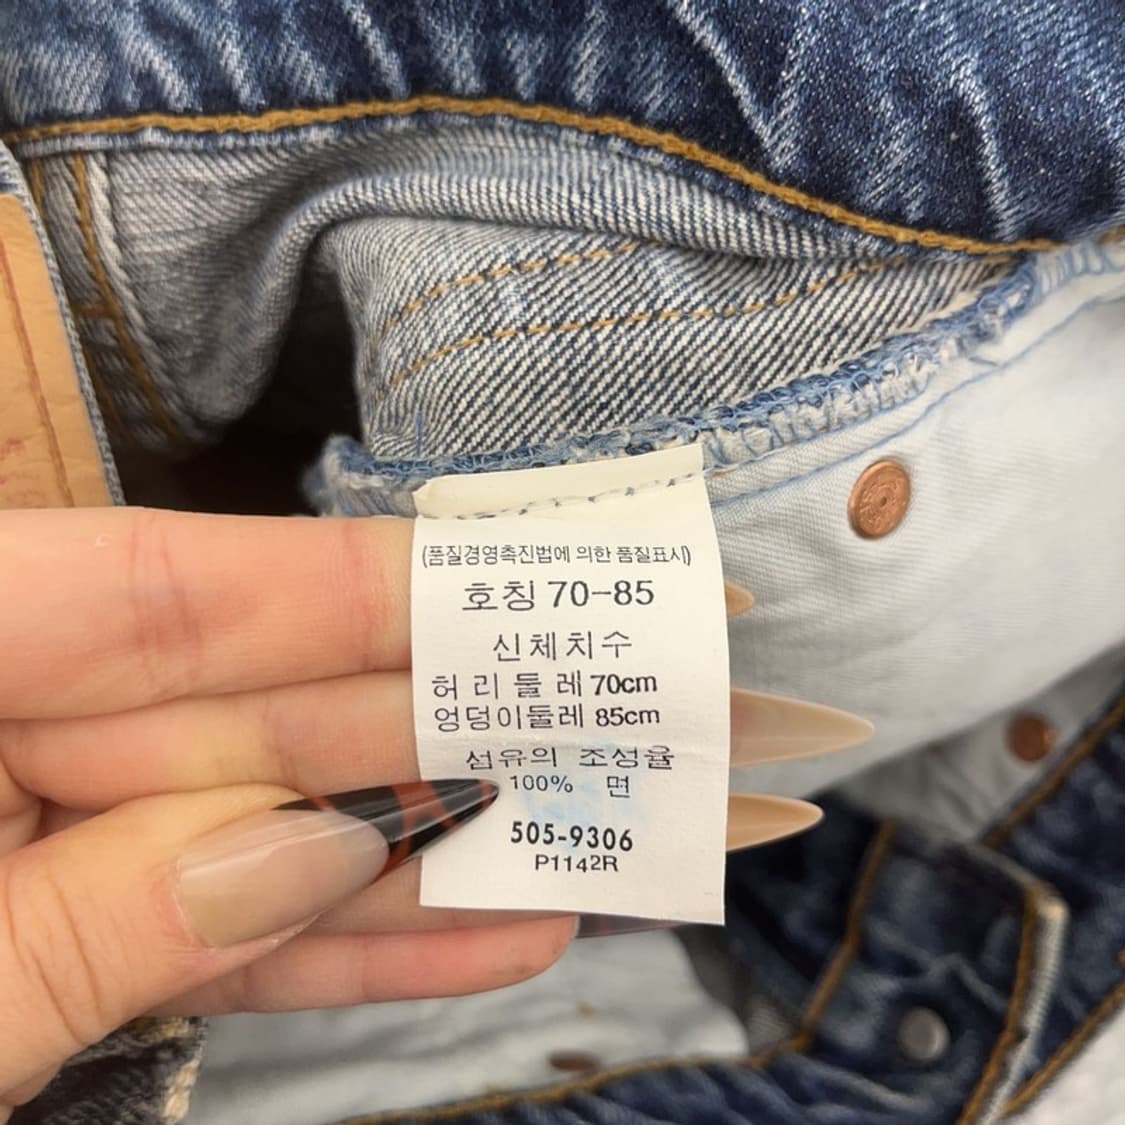 (품질경영촉진법에 의한 품질표시)
호칭 70-85
신체치수
허리둘레 70cm
엉덩이둘레 85cm
섬유의 조성율
100% 면
505-9306
P1142R